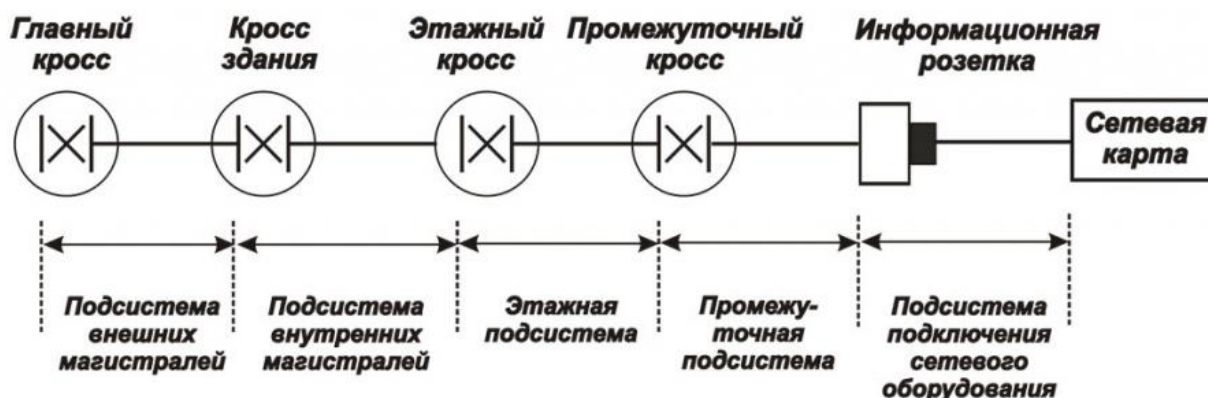 Главный
кросс
Кросс
здания
Этажный
кросс
Промежуточный
кросс
Информационная
розетка
Сетевая
карта
Подсистема
внешних
магистралей
Подсистема
внутренних
магистралей
Этажная
подсистема
Промежу-
точная
подсистема
Подсистема
подключения
сетевого
оборудования